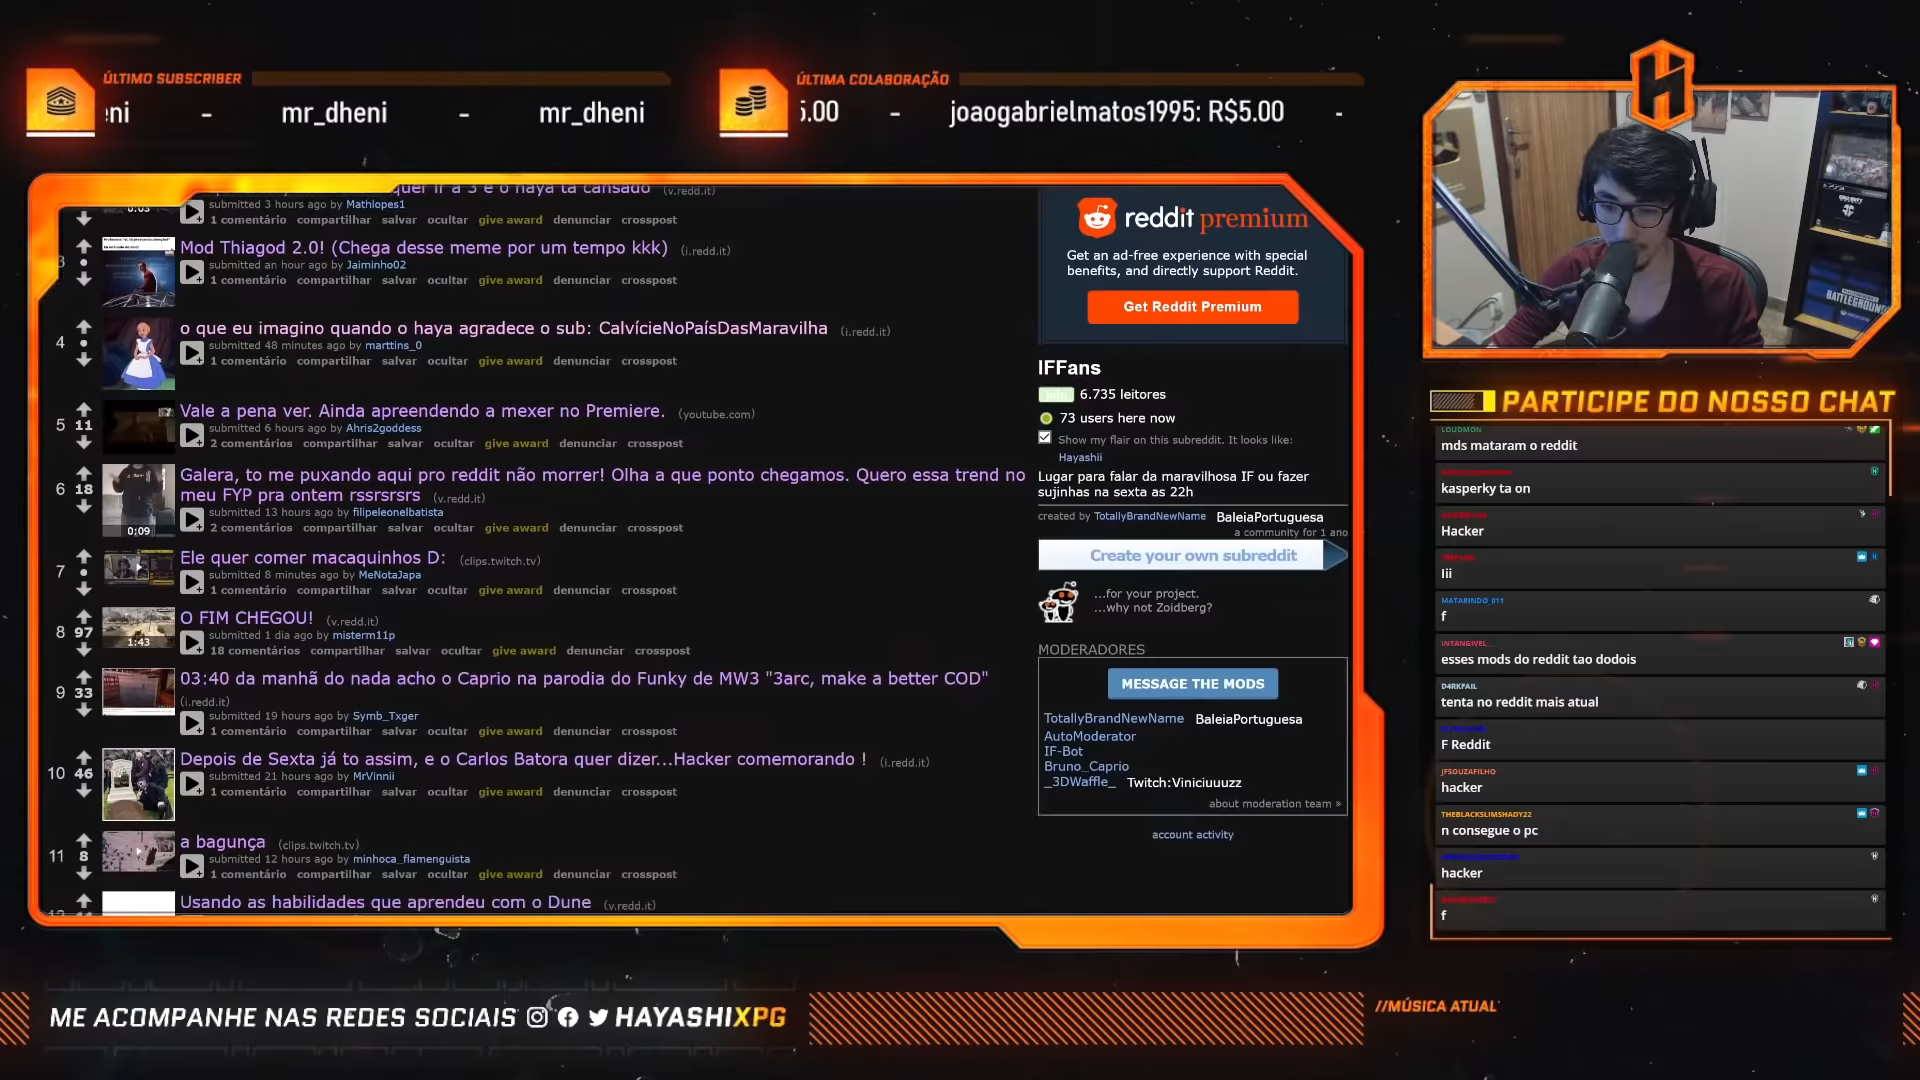 ÚLTIMO SUBSCRIBER
eni - mr_dheni - mr_dheni
ÚLTIMA COLABORAÇÃO
5.00 - joaogabrielmatos1995: R$5.00 -
quer ir a 3 e o haya tá cansado (v.redd.it)
0:03
submitted 3 hours ago by Mathlopes1
1 comentário compartilhar salvar ocultar give award denunciar crosspost
3
Mod Thiagod 2.0! (Chega desse meme por um tempo kkk) (i.redd.it)
submitted an hour ago by Jaiminho02
1 comentário compartilhar salvar ocultar give award denunciar crosspost
4
o que eu imagino quando o haya agradece o sub: CalvícieNoPaísDasMaravilha (i.redd.it)
submitted 48 minutes ago by marttins_0
1 comentário compartilhar salvar ocultar give award denunciar crosspost
5 11
Vale a pena ver. Ainda apreendendo a mexer no Premiere. (youtube.com)
submitted 6 hours ago by Ahris2goddess
2 comentários compartilhar salvar ocultar give award denunciar crosspost
6 18
Galera, to me puxando aqui pro reddit não morrer! Olha a que ponto chegamos. Quero essa trend no
meu FYP pra ontem rssrsrsrs (v.redd.it)
submitted 13 hours ago by filipeleonelbatista
0:09
2 comentários compartilhar salvar ocultar give award denunciar crosspost
7
Ele quer comer macaquinhos D: (clips.twitch.tv)
submitted 8 minutes ago by MeNotaJapa
1 comentário compartilhar salvar ocultar give award denunciar crosspost
8 97
O FIM CHEGOU! (v.redd.it)
submitted 1 dia ago by misterm11p
1:43
18 comentários compartilhar salvar ocultar give award denunciar crosspost
9 33
03:40 da manhã do nada acho o Caprio na parodia do Funky de MW3 "3arc, make a better COD"
(i.redd.it)
submitted 19 hours ago by Symb_Txger
1 comentário compartilhar salvar ocultar give award denunciar crosspost
10 46
Depois de Sexta já to assim, e o Carlos Batora quer dizer...Hacker comemorando ! (i.redd.it)
submitted 21 hours ago by MrVinnii
1 comentário compartilhar salvar ocultar give award denunciar crosspost
11 8
a bagunça (clips.twitch.tv)
submitted 12 hours ago by minhoca_flamenguista
1 comentário compartilhar salvar ocultar give award denunciar crosspost
Usando as habilidades que aprendeu com o Dune (v.redd.it)
reddit premium
Get an ad-free experience with special
benefits, and directly support Reddit.
Get Reddit Premium
IFFans
6.735 leitores
73 users here now
Show my flair on this subreddit. It looks like:
Hayashii
Lugar para falar da maravilhosa IF ou fazer
sujinhas na sexta as 22h
created by TotallyBrandNewName BaleiaPortuguesa
a community for 1 ano
Create your own subreddit
...for your project.
...why not Zoidberg?
MODERADORES
MESSAGE THE MODS
TotallyBrandNewName BaleiaPortuguesa
AutoModerator
IF-Bot
Bruno_Caprio
_3DWaffle_ Twitch:Viniciuuuzz
about moderation team »
account activity
BATTLEGROUNDS
PARTICIPE DO NOSSO CHAT
LOUDMON
mds mataram o reddit
kasperky ta on
Hacker
Iii
MATARINDO_011
f
INTANGIVEL_
esses mods do reddit tao dodois
D4RKFAIL
tenta no reddit mais atual
F Reddit
JFSOUZAFILHO
hacker
THEBLACKSLIMSHADY22
n consegue o pc
hacker
f
ME ACOMPANHE NAS REDES SOCIAIS HAYASHIXPG
//MÚSICA ATUAL